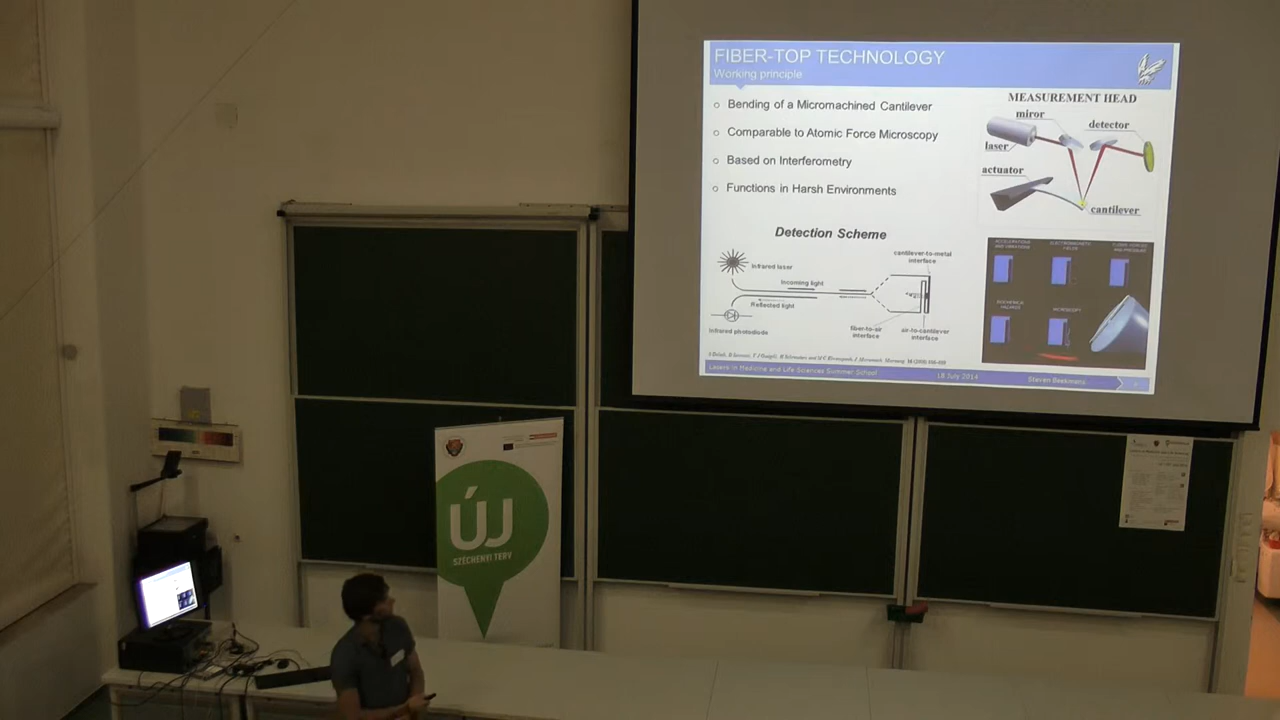 FIBER-TOP TECHNOLOGY
Working principle
Bending of a Micromachined Cantilever
Comparable to Atomic Force Microscopy
Based on Interferometry
Functions in Harsh Environments
MEASUREMENT HEAD
miror
detector
laser
actuator
cantilever
Detection Scheme
cantilever-to-metal
interface
Infrared laser
Incoming light
Reflected light
Infrared photodiode
fiber-to-air
interface
air-to-cantilever
interface
MICROSCOPY
Lasers in Medicine and Life Sciences Summer School
18 July 2014
Steven Beekmans
ÚJ
SZÉCHENYI TERV